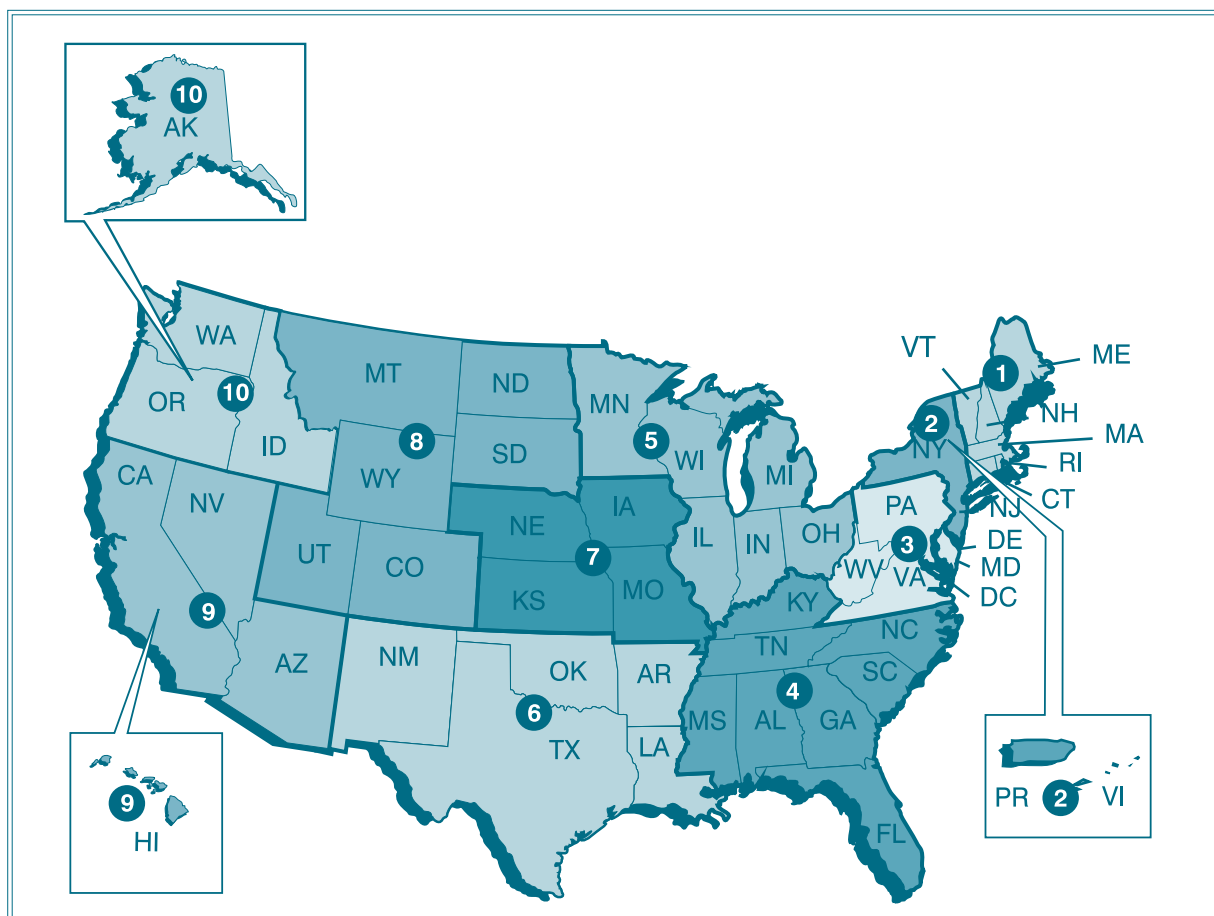 10
AK
WA
MT
ND
VT
1
ME
OR
10
MN
2
NH
8
5
NY
MA
ID
SD
WI
MI
RI
CA
WY
CT
NV
IA
PA
NJ
NE
OH
DE
UT
7
IL
IN
3
CO
WV
VA
MD
KS
MO
KY
DC
9
TN
NC
NM
OK
AR
SC
AZ
4
6
MS
AL
GA
TX
LA
9
PR
2
VI
HI
FL